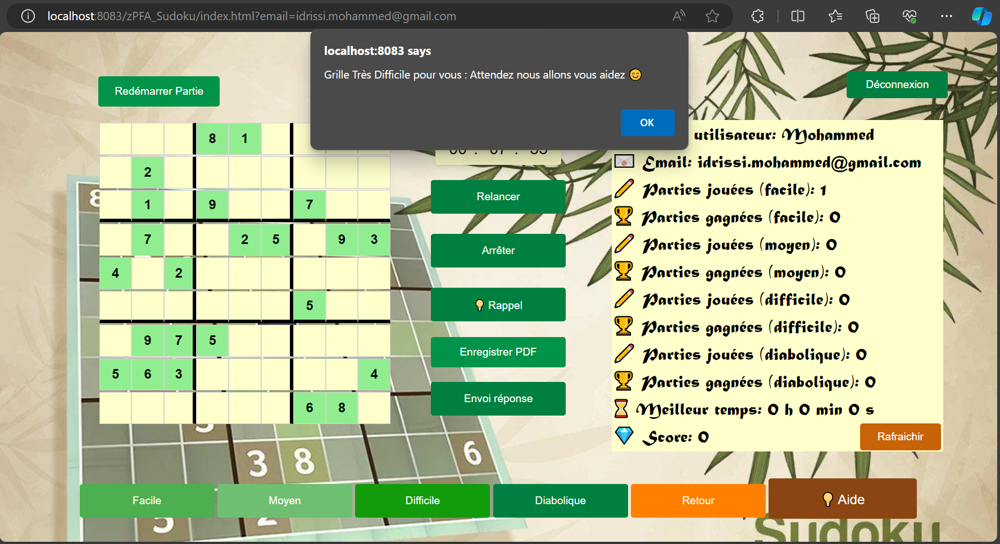 localhost:8083/zPFA_Sudoku/index.html?email=idrissi.mohammed@gmail.com
localhost:8083 says
Grille Très Difficile pour vous : Attendez nous allons vous aidez 😊
OK
Redémarrer Partie
Déconnexion
8 1
2
1 9 7
7 2 5 9 3
4 2
5
9 7 5
5 6 3 4
6 8
Relancer
Arrêter
💡 Rappel
Enregistrer PDF
Envoi réponse
utilisateur: Mohammed
Email: idrissi.mohammed@gmail.com
Parties jouées (facile): 1
Parties gagnées (facile): 0
Parties jouées (moyen): 0
Parties gagnées (moyen): 0
Parties jouées (difficile): 0
Parties gagnées (difficile): 0
Parties jouées (diabolique): 0
Parties gagnées (diabolique): 0
Meilleur temps: 0 h 0 min 0 s
Score: 0
Rafraichir
8
3 8 6
Facile
Moyen
Difficile
Diabolique
Retour
💡 Aide
Sudoku